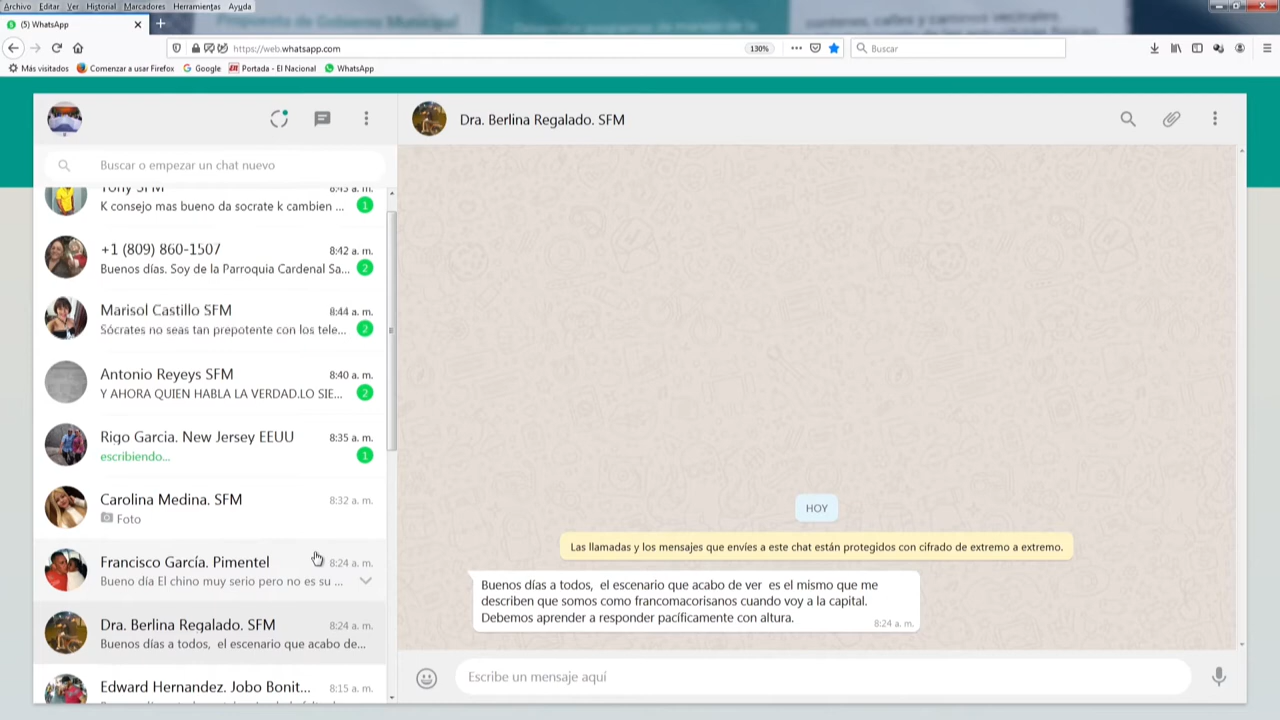 Archivo Editar Ver Historial Marcadores Herramientas Ayuda
(5) WhatsApp
https://web.whatsapp.com
130%
Buscar
Más visitados Comenzar a usar Firefox Google Portada - El Nacional WhatsApp
Buscar o empezar un chat nuevo
Tony SFM 8:45 a. m.
K consejo mas bueno da socrate k cambien ... 1
+1 (809) 860-1507 8:42 a. m.
Buenos días. Soy de la Parroquia Cardenal Sa... 2
Marisol Castillo SFM 8:44 a. m.
Sócrates no seas tan prepotente con los tele... 2
Antonio Reyeys SFM 8:40 a. m.
Y AHORA QUIEN HABLA LA VERDAD.LO SIE... 2
Rigo Garcia. New Jersey EEUU 8:35 a. m.
escribiendo... 1
Carolina Medina. SFM 8:32 a. m.
Foto
Francisco García. Pimentel 8:24 a. m.
Bueno día El chino muy serio pero no es su ...
Dra. Berlina Regalado. SFM 8:24 a. m.
Buenos días a todos, el escenario que acabo de...
Edward Hernandez. Jobo Bonit... 8:15 a. m.
Dra. Berlina Regalado. SFM
HOY
Las llamadas y los mensajes que envíes a este chat están protegidos con cifrado de extremo a extremo.
Buenos días a todos, el escenario que acabo de ver es el mismo que me
describen que somos como francomacorisanos cuando voy a la capital.
Debemos aprender a responder pacíficamente con altura.
8:24 a. m.
Escribe un mensaje aquí